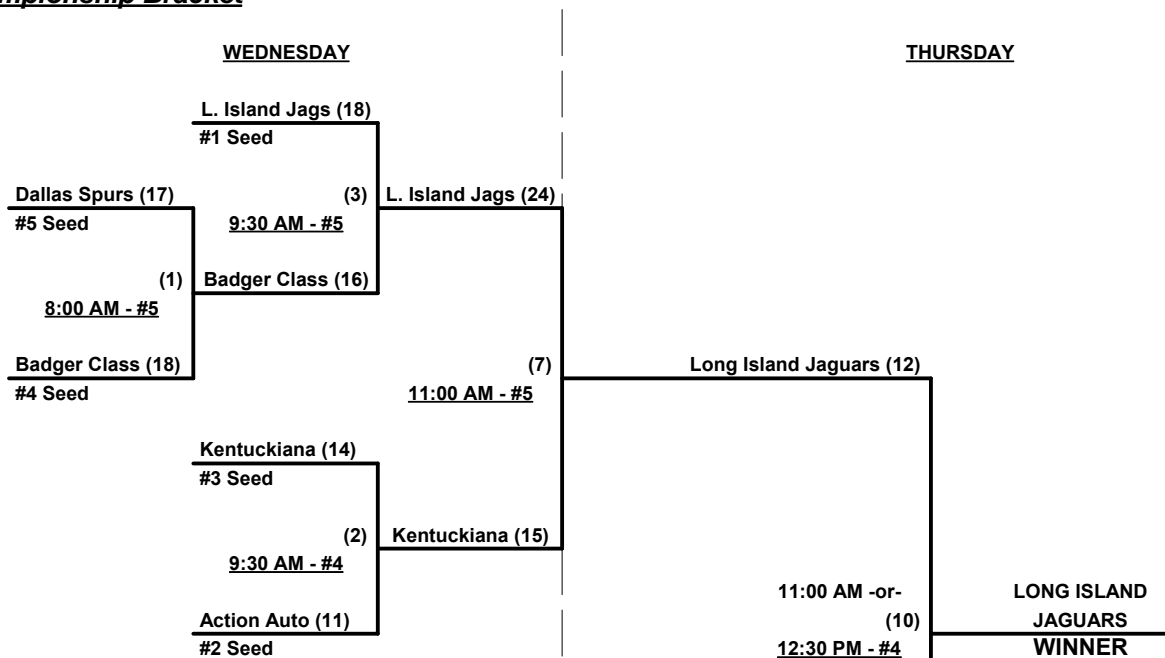 WEDNESDAY
THURSDAY
L. Island Jags (18)
#1 Seed
Dallas Spurs (17)
(3)
L. Island Jags (24)
#5 Seed
9:30 AM - #5
(1)
Badger Class (16)
8:00 AM - #5
Badger Class (18)
(7)
Long Island Jaguars (12)
#4 Seed
11:00 AM - #5
Kentuckiana (14)
#3 Seed
(2)
Kentuckiana (15)
9:30 AM - #4
11:00 AM -or-
LONG ISLAND
Action Auto (11)
(10)
JAGUARS
#2 Seed
12:30 PM - #4
WINNER